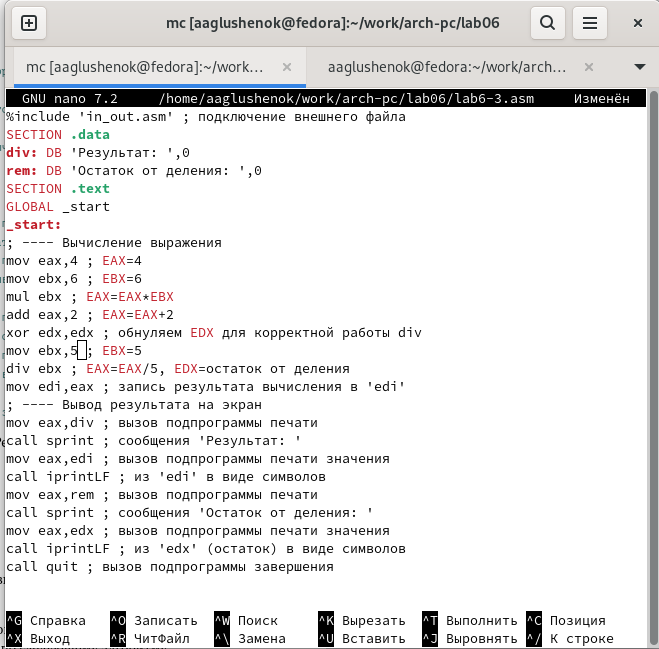 mc [aaglushenok@fedora]:~/work/arch-pc/lab06
mc [aaglushenok@fedora]:~/work...
aaglushenok@fedora:~/work/arch...
GNU nano 7.2 /home/aaglushenok/work/arch-pc/lab06/lab6-3.asm Изменён
%include 'in_out.asm' ; подключение внешнего файла
SECTION .data
div: DB 'Результат: ',0
rem: DB 'Остаток от деления: ',0
SECTION .text
GLOBAL _start
_start:
; ---- Вычисление выражения
mov eax,4 ; EAX=4
mov ebx,6 ; EBX=6
mul ebx ; EAX=EAX*EBX
add eax,2 ; EAX=EAX+2
xor edx,edx ; обнуляем EDX для корректной работы div
mov ebx,5 ; EBX=5
div ebx ; EAX=EAX/5, EDX=остаток от деления
mov edi,eax ; запись результата вычисления в 'edi'
; ---- Вывод результата на экран
mov eax,div ; вызов подпрограммы печати
call sprint ; сообщения 'Результат: '
mov eax,edi ; вызов подпрограммы печати значения
call iprintLF ; из 'edi' в виде символов
mov eax,rem ; вызов подпрограммы печати
call sprint ; сообщения 'Остаток от деления: '
mov eax,edx ; вызов подпрограммы печати значения
call iprintLF ; из 'edx' (остаток) в виде символов
call quit ; вызов подпрограммы завершения
^G Справка ^O Записать ^W Поиск ^K Вырезать ^T Выполнить ^C Позиция
^X Выход ^R ЧитФайл ^\ Замена ^U Вставить ^J Выровнять ^/ К строке